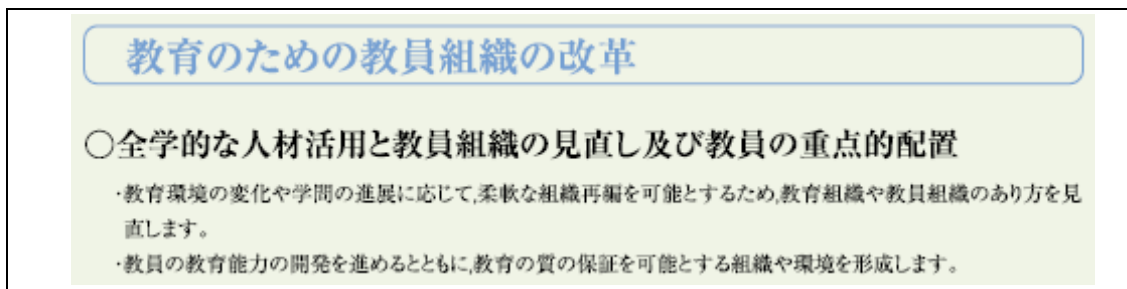 教育のための教員組織の改革
○全学的な人材活用と教員組織の見直し及び教員の重点的配置
・教育環境の変化や学問の進展に応じて,柔軟な組織再編を可能とするため,教育組織や教員組織のあり方を見
直します。
・教員の教育能力の開発を進めるとともに,教育の質の保証を可能とする組織や環境を形成します。